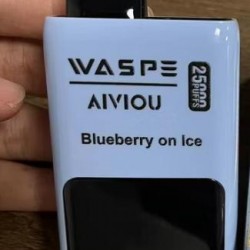 WASPE
25000
PUFFS
AIVIOU
Blueberry on Ice